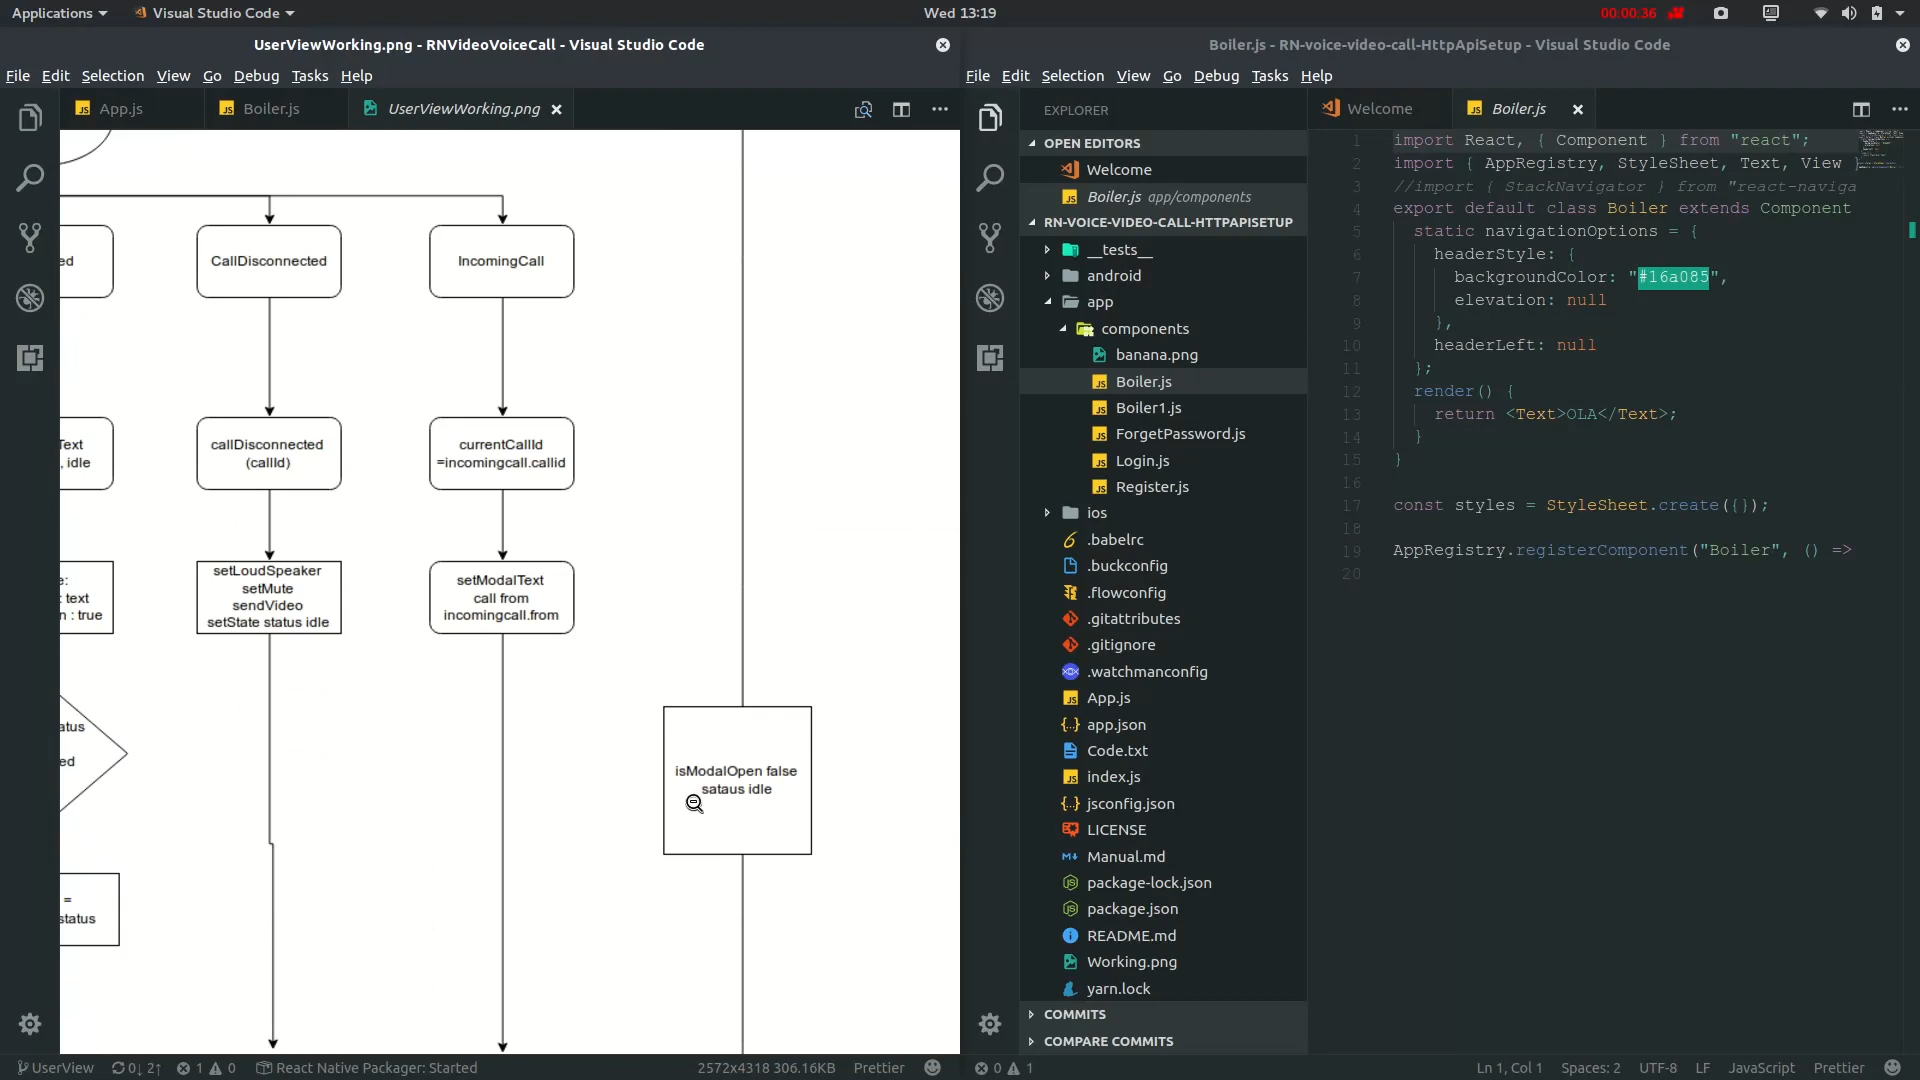 Applications
Visual Studio Code
Wed 13:19
00:00:36
UserViewWorking.png - RNVideoVoiceCall - Visual Studio Code
File Edit Selection View Go Debug Tasks Help
App.js
Boiler.js
UserViewWorking.png
ed
CallDisconnected
IncomingCall
Text
, idle
callDisconnected
(callId)
currentCallId
=incomingcall.callid
e:
: text
n : true
setLoudSpeaker
setMute
sendVideo
setState status idle
setModalText
call from
incomingcall.from
atus
ed
isModalOpen false
sataus idle
=
status
UserView
0↓ 2↑
1
0
React Native Packager: Started
2572x4318 306.16KB
Prettier
Boiler.js - RN-voice-video-call-HttpApiSetup - Visual Studio Code
File Edit Selection View Go Debug Tasks Help
EXPLORER
OPEN EDITORS
Welcome
Boiler.js app/components
RN-VOICE-VIDEO-CALL-HTTPAPISETUP
__tests__
android
app
components
banana.png
Boiler.js
Boiler1.js
ForgetPassword.js
Login.js
Register.js
ios
.babelrc
.buckconfig
.flowconfig
.gitattributes
.gitignore
.watchmanconfig
App.js
app.json
Code.txt
index.js
jsconfig.json
LICENSE
Manual.md
package-lock.json
package.json
README.md
Working.png
yarn.lock
COMMITS
COMPARE COMMITS
Welcome
Boiler.js
1 import React, { Component } from "react";
2 import { AppRegistry, StyleSheet, Text, View }
3 //import { StackNavigator } from "react-naviga
4 export default class Boiler extends Component
5 static navigationOptions = {
6 headerStyle: {
7 backgroundColor: "#16a085",
8 elevation: null
9 },
10 headerLeft: null
11 };
12 render() {
13 return <Text>OLA</Text>;
14 }
15 }
16
17 const styles = StyleSheet.create({});
18
19 AppRegistry.registerComponent("Boiler", () =>
20
0
1
Ln 1, Col 1
Spaces: 2
UTF-8
LF
JavaScript
Prettier